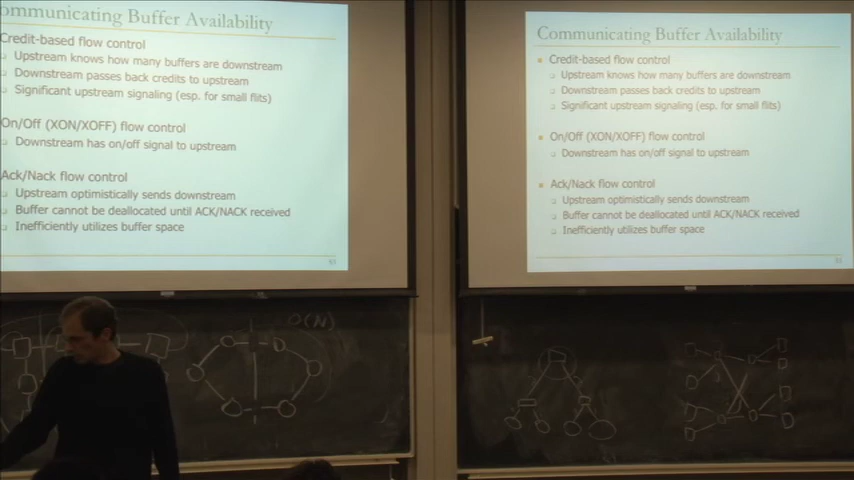 ommunicating Buffer Availability
Credit-based flow control
Upstream knows how many buffers are downstream
Downstream passes back credits to upstream
Significant upstream signaling (esp. for small flits)
On/Off (XON/XOFF) flow control
Downstream has on/off signal to upstream
Ack/Nack flow control
Upstream optimistically sends downstream
Buffer cannot be deallocated until ACK/NACK received
Inefficiently utilizes buffer space
Communicating Buffer Availability
Credit-based flow control
Upstream knows how many buffers are downstream
Downstream passes back credits to upstream
Significant upstream signaling (esp. for small flits)
On/Off (XON/XOFF) flow control
Downstream has on/off signal to upstream
Ack/Nack flow control
Upstream optimistically sends downstream
Buffer cannot be deallocated until ACK/NACK received
Inefficiently utilizes buffer space
O(N)